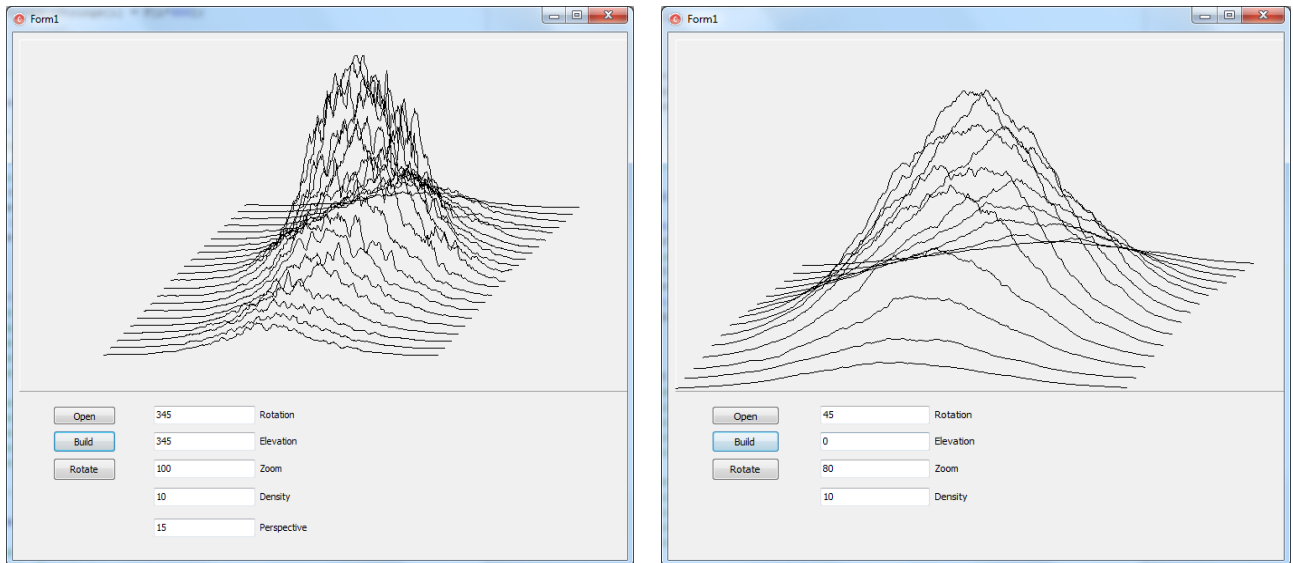 Form1
Open
345
Rotation
Build
345
Elevation
Rotate
100
Zoom
10
Density
15
Perspective
Form1
Open
45
Rotation
Build
0
Elevation
Rotate
80
Zoom
10
Density